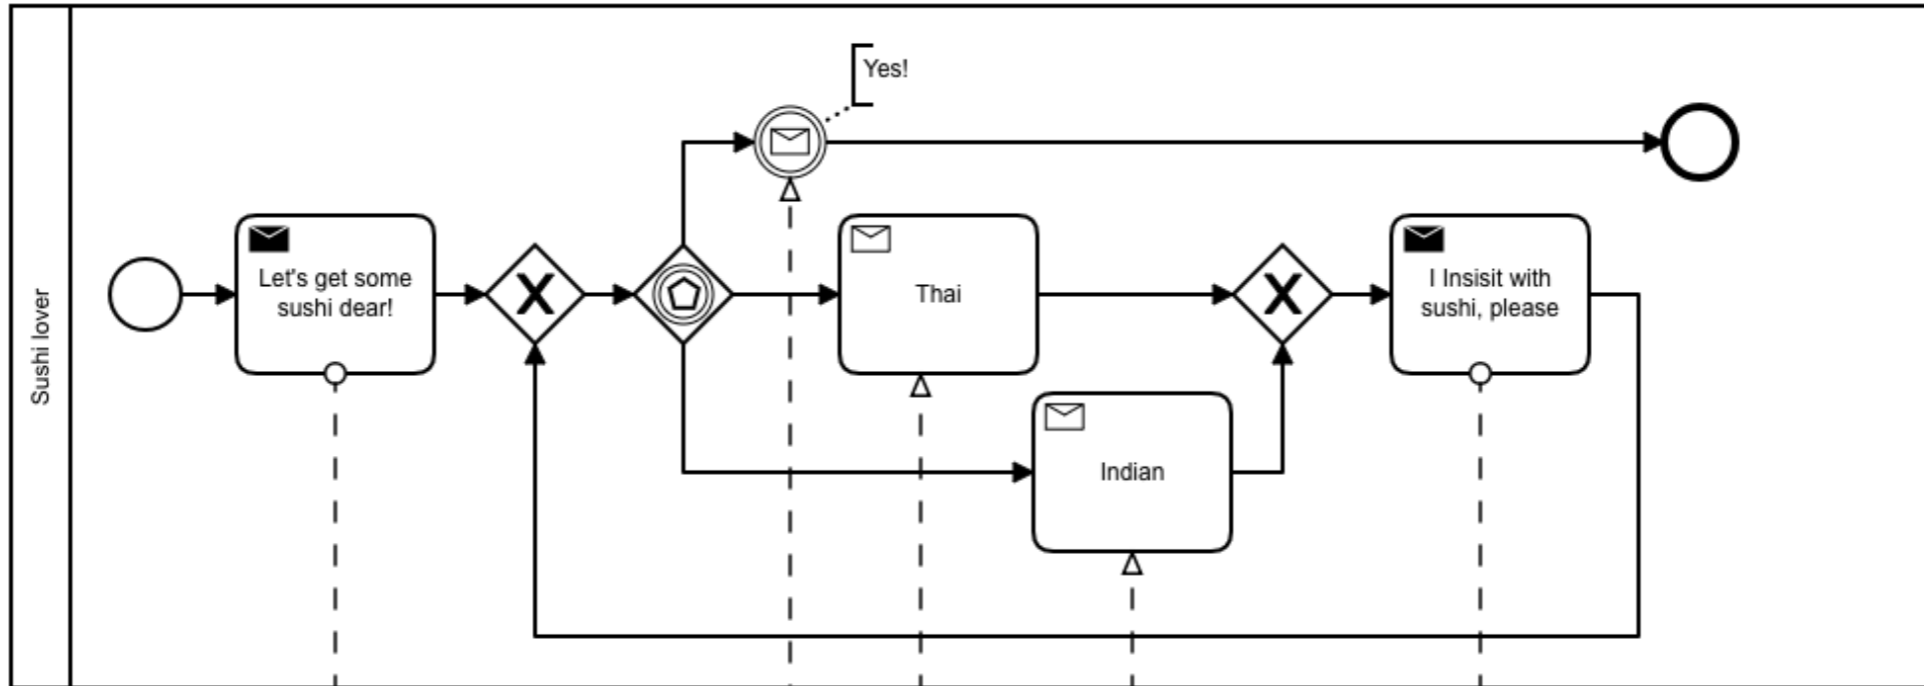 Sushi lover
Yes!
Let's get some
sushi dear!
Thai
I Insisit with
sushi, please
Indian